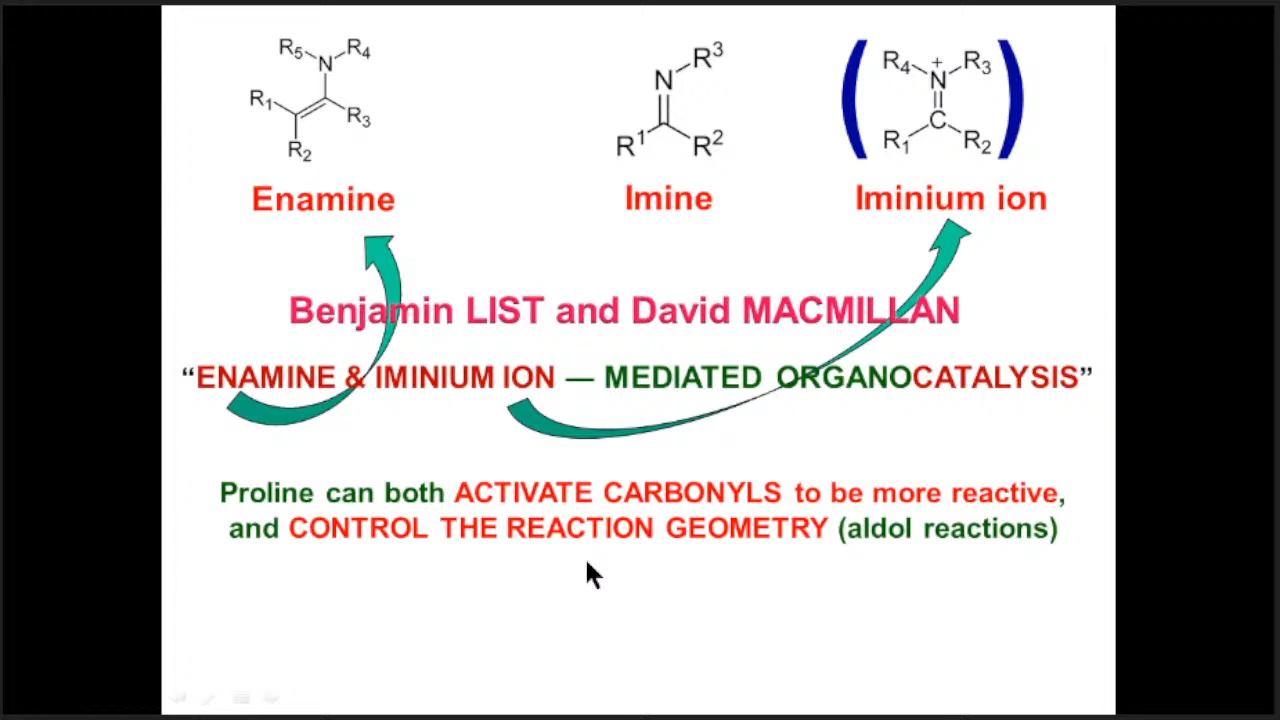 R₅ N R₄
R₁ R₃
R₂
Enamine
N R³
R¹ R²
Imine
( R₄ N⁺ R₃ )
C
R₁ R₂
Iminium ion
Benjamin LIST and David MACMILLAN
“ENAMINE & IMINIUM ION — MEDIATED ORGANOCATALYSIS”
Proline can both ACTIVATE CARBONYLS to be more reactive,
and CONTROL THE REACTION GEOMETRY (aldol reactions)